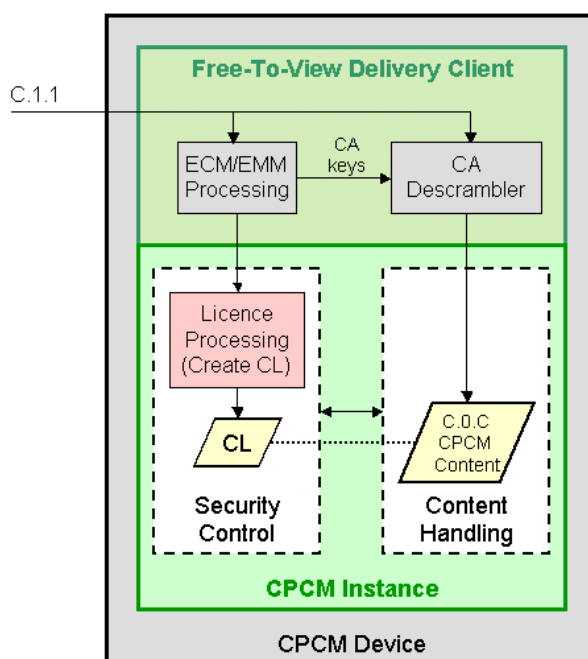 Free-To-View Delivery Client
C.1.1
ECM/EMM
Processing
CA
keys
CA
Descrambler
Licence
Processing
(Create CL)
CL
C.0.C
CPCM
Content
Security
Control
Content
Handling
CPCM Instance
CPCM Device